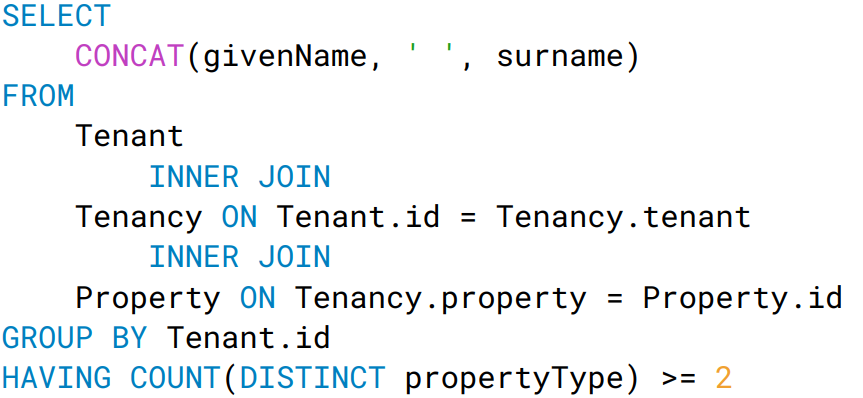 SELECT
    CONCAT(givenName, ' ', surname)
FROM
    Tenant
        INNER JOIN
    Tenancy ON Tenant.id = Tenancy.tenant
        INNER JOIN
    Property ON Tenancy.property = Property.id
GROUP BY Tenant.id
HAVING COUNT(DISTINCT propertyType) >= 2